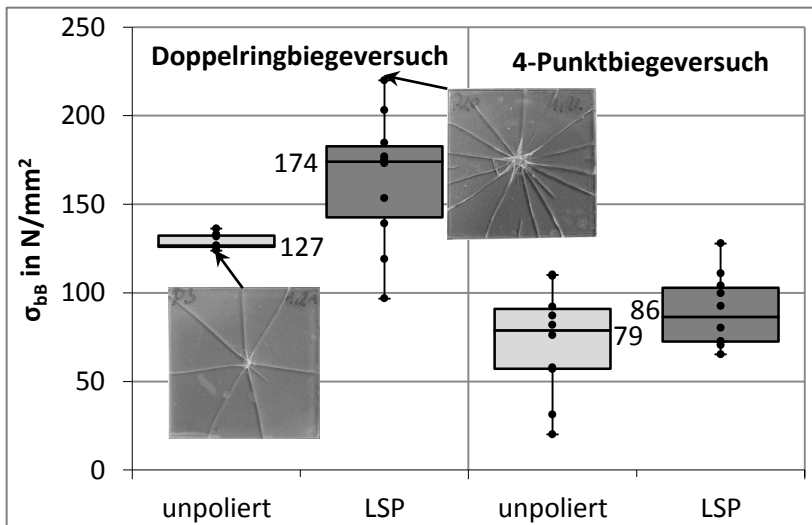 250
200
150
100
50
0
σbB in N/mm²
Doppelringbiegeversuch
4-Punktbiegeversuch
127
174
79
86
unpoliert
LSP
unpoliert
LSP